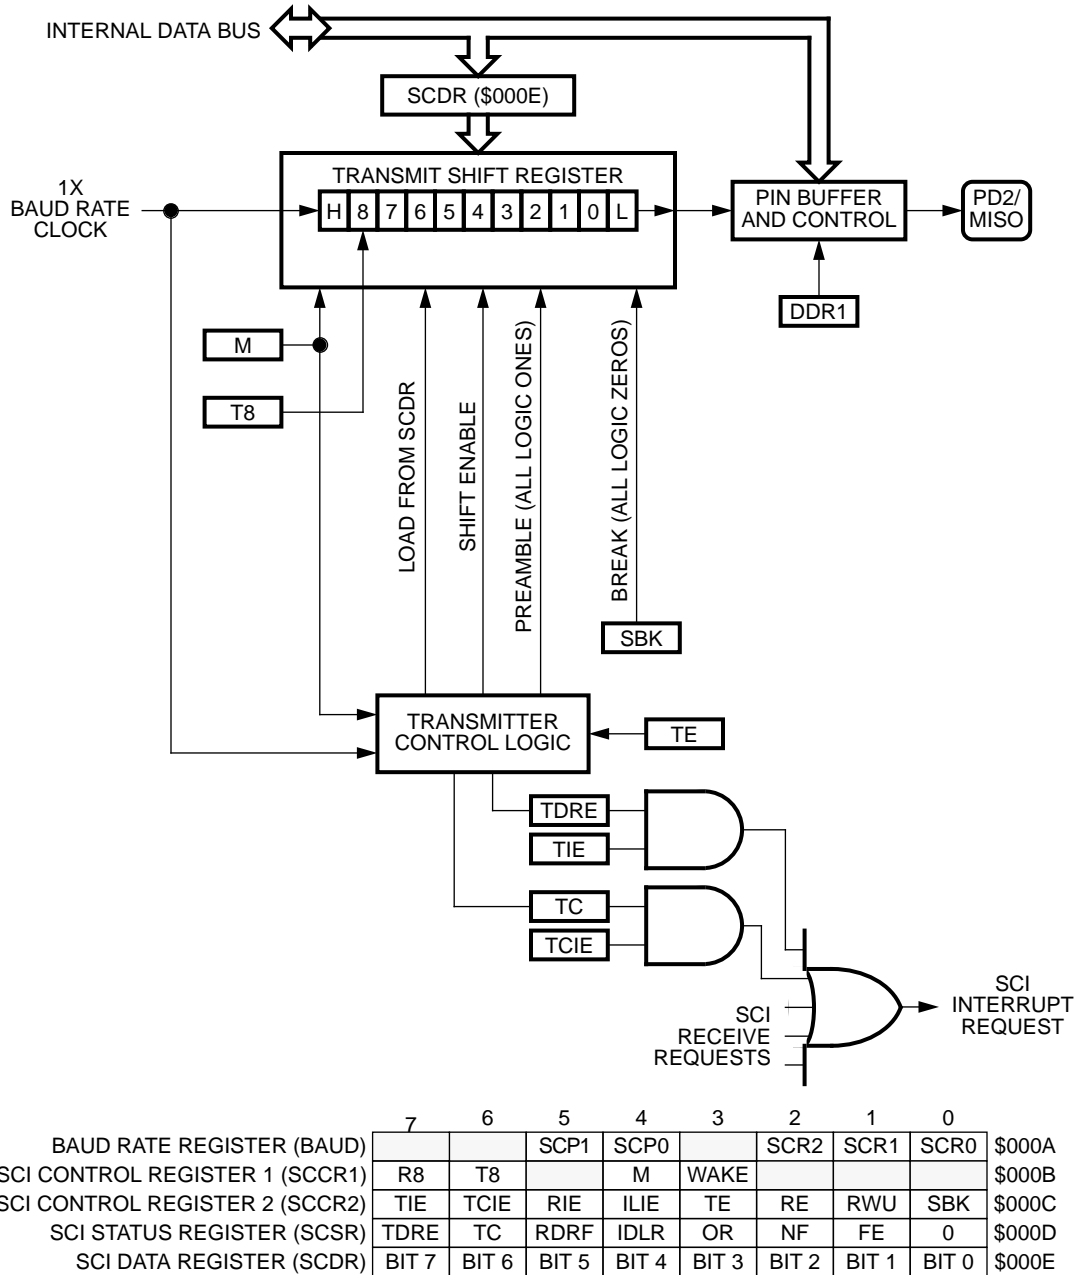 INTERNAL DATA BUS
SCDR ($000E)
TRANSMIT SHIFT REGISTER
H 8 7 6 5 4 3 2 1 0 L
1X
BAUD RATE
CLOCK
PIN BUFFER
AND CONTROL
PD2/
MISO
DDR1
M
T8
LOAD FROM SCDR
SHIFT ENABLE
PREAMBLE (ALL LOGIC ONES)
BREAK (ALL LOGIC ZEROS)
SBK
TRANSMITTER
CONTROL LOGIC
TE
TDRE
TIE
TC
TCIE
SCI
RECEIVE
REQUESTS
SCI
INTERRUPT
REQUEST
7 6 5 4 3 2 1 0
BAUD RATE REGISTER (BAUD) SCP1 SCP0 SCR2 SCR1 SCR0 $000A
SCI CONTROL REGISTER 1 (SCCR1) R8 T8 M WAKE $000B
SCI CONTROL REGISTER 2 (SCCR2) TIE TCIE RIE ILIE TE RE RWU SBK $000C
SCI STATUS REGISTER (SCSR) TDRE TC RDRF IDLR OR NF FE 0 $000D
SCI DATA REGISTER (SCDR) BIT 7 BIT 6 BIT 5 BIT 4 BIT 3 BIT 2 BIT 1 BIT 0 $000E